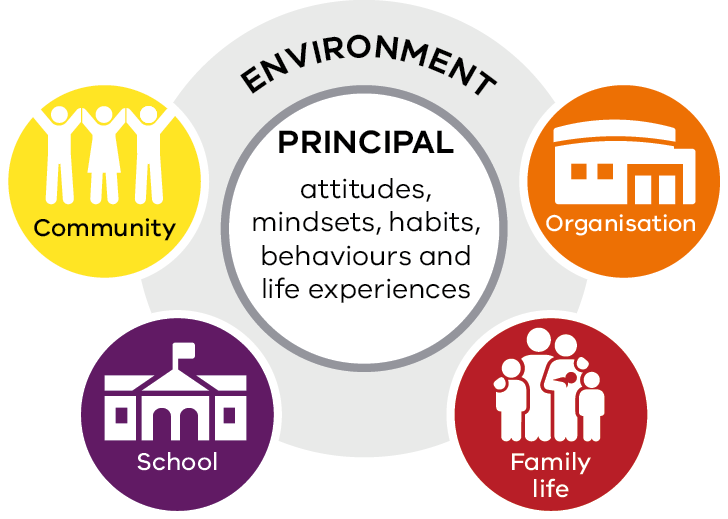 ENVIRONMENT
PRINCIPAL
attitudes,
mindsets, habits,
behaviours and
life experiences
Community
Organisation
School
Family
life